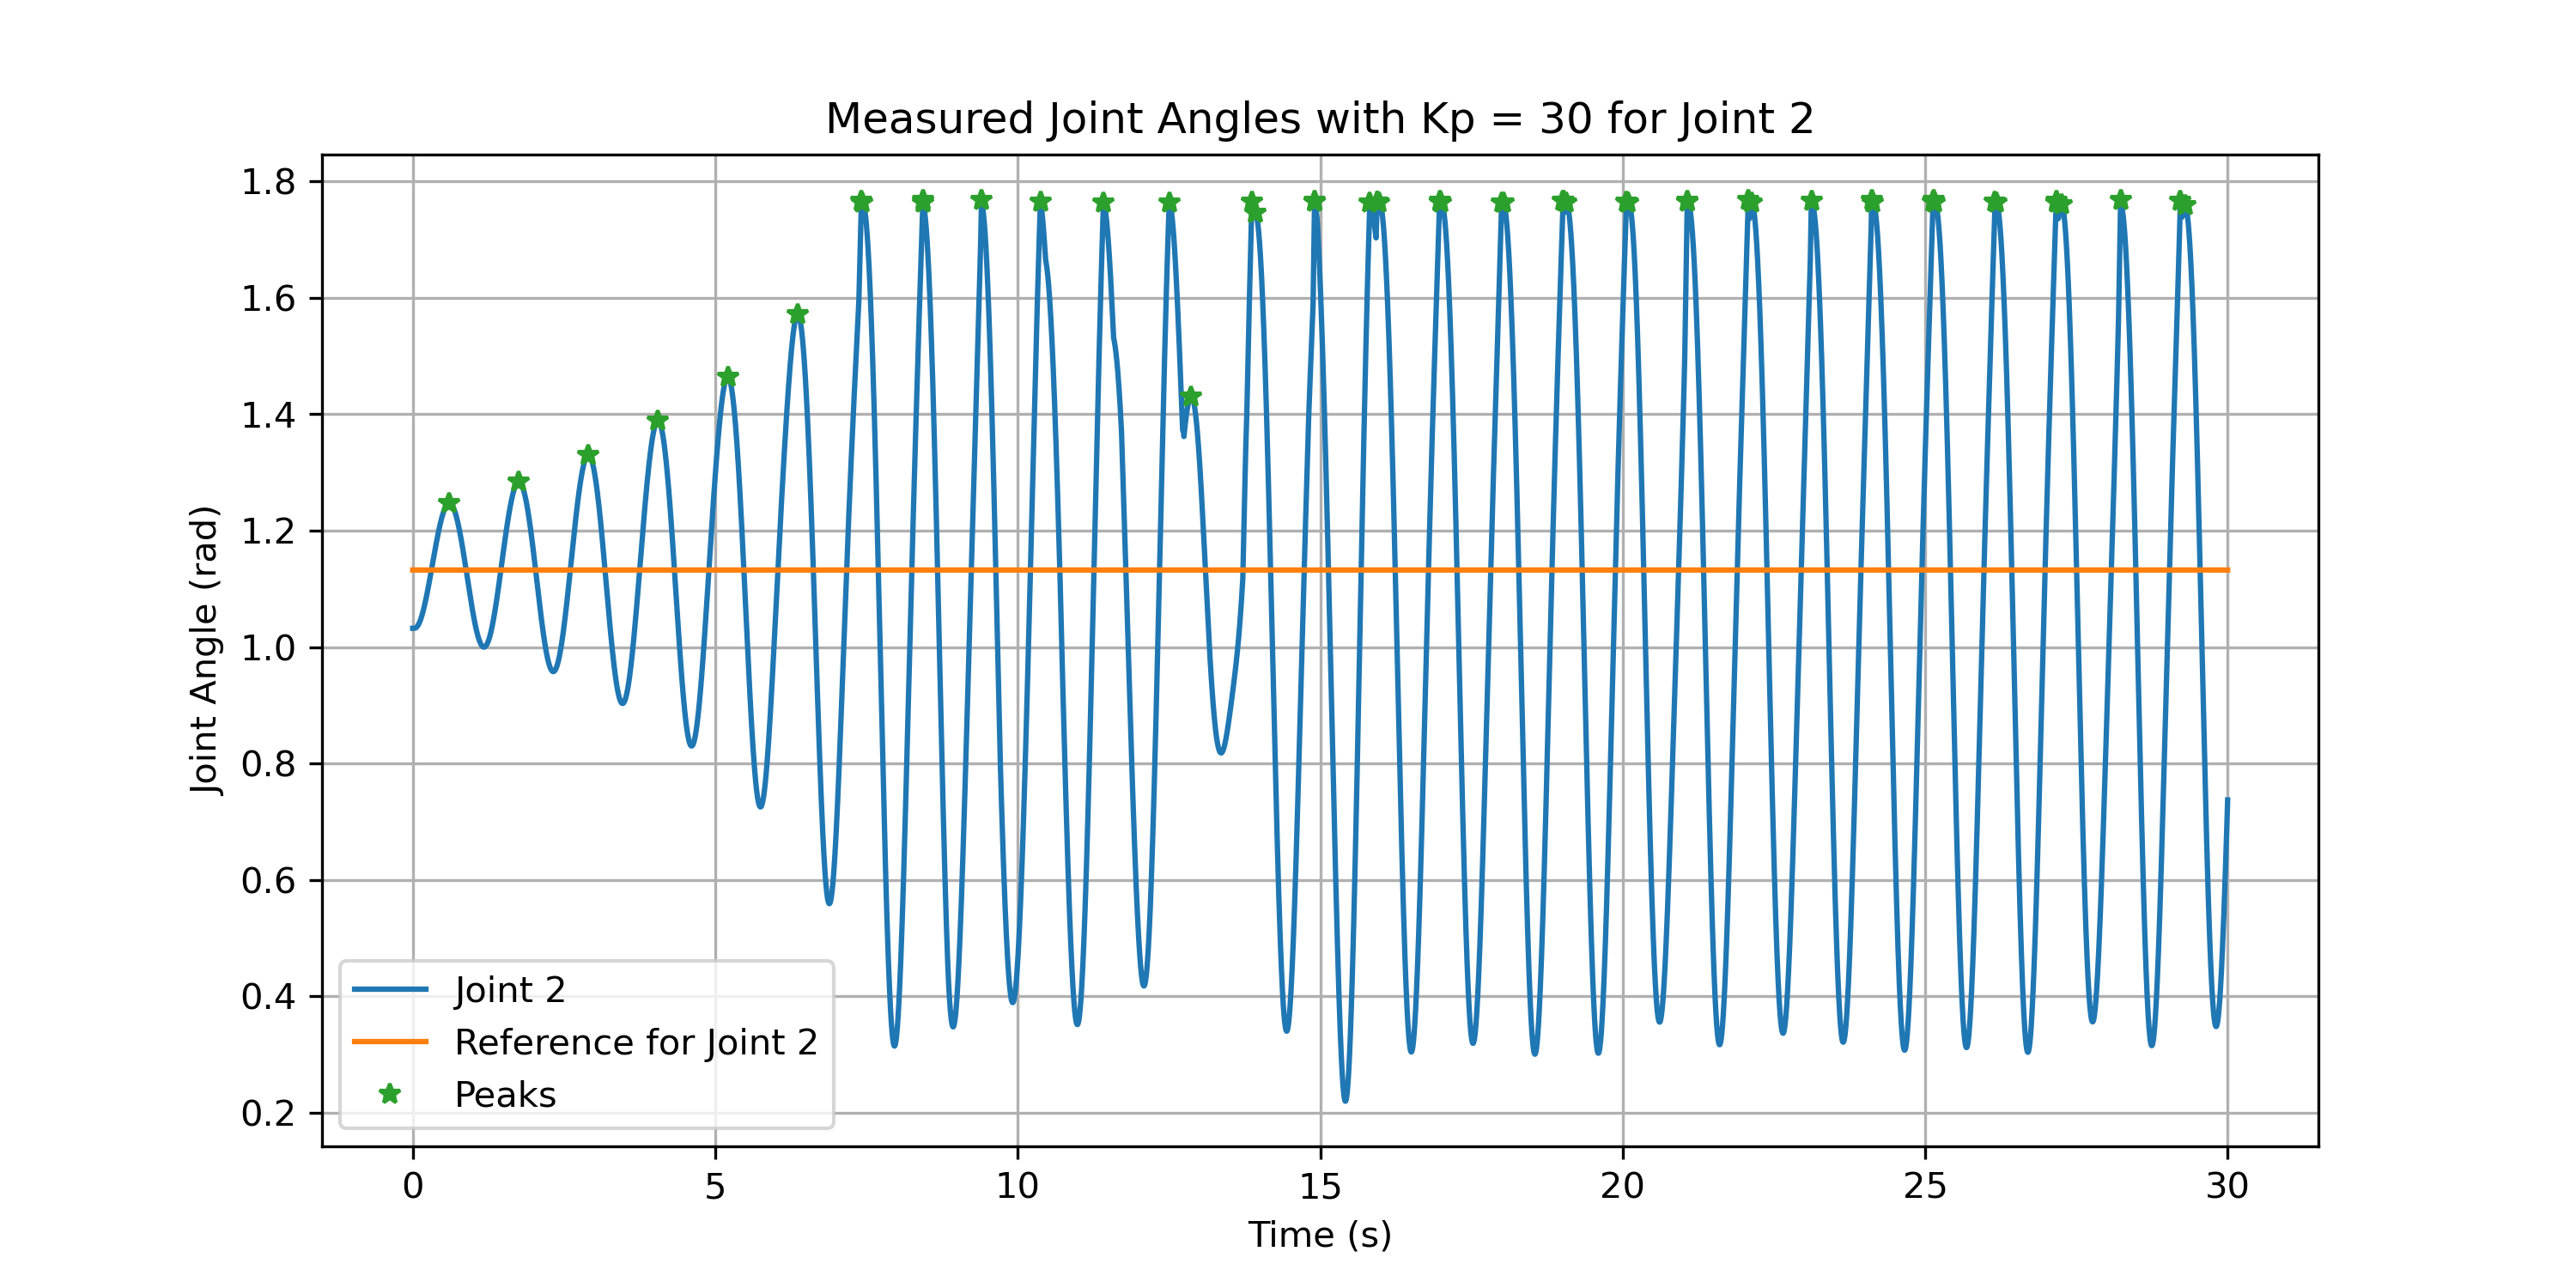 Measured Joint Angles with Kp = 30 for Joint 2
1.8
1.6
1.4
1.2
1.0
0.8
0.6
0.4
0.2
Joint Angle (rad)
Joint 2
Reference for Joint 2
Peaks
0 5 10 15 20 25 30
Time (s)